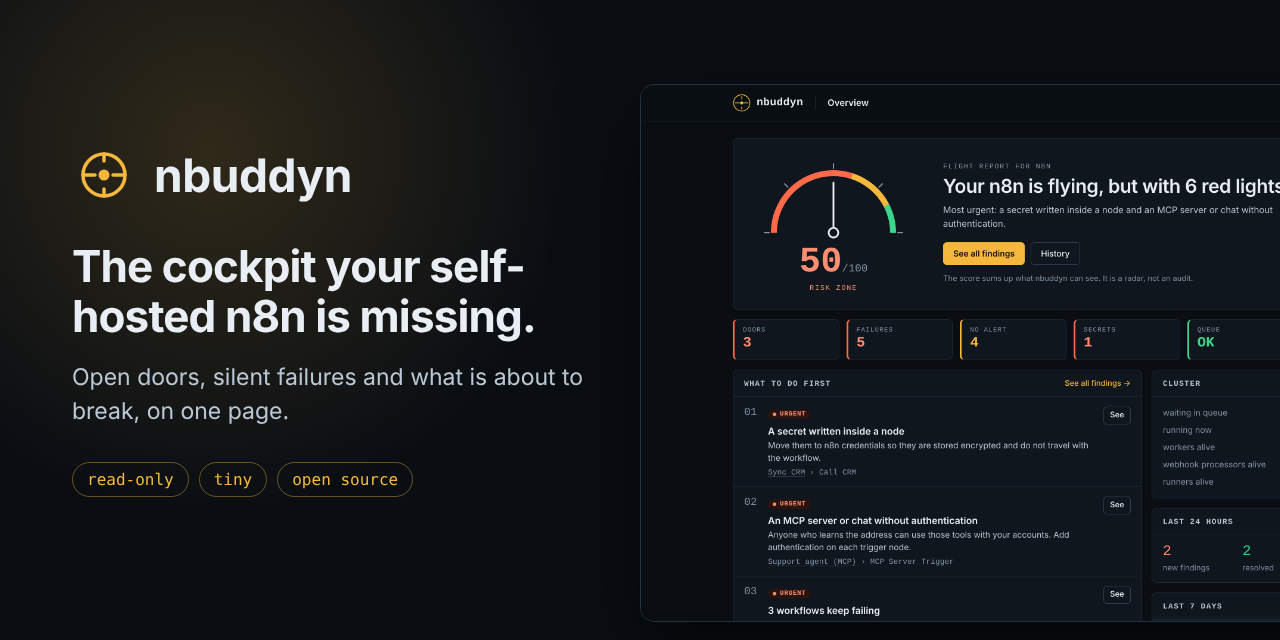 nbuddyn
The cockpit your self-
hosted n8n is missing.
Open doors, silent failures and what is about to
break, on one page.
read-only
tiny
open source
nbuddyn
Overview
FLIGHT REPORT FOR N8N
Your n8n is flying, but with 6 red lights
Most urgent: a secret written inside a node and an MCP server or chat without
authentication.
See all findings
History
The score sums up what nbuddyn can see. It is a radar, not an audit.
50/100
RISK ZONE
DOORS
3
FAILURES
5
NO ALERT
4
SECRETS
1
QUEUE
OK
WHAT TO DO FIRST
See all findings →
01
URGENT
See
A secret written inside a node
Move them to n8n credentials so they are stored encrypted and do not travel with
the workflow.
Sync CRM › Call CRM
02
URGENT
See
An MCP server or chat without authentication
Anyone who learns the address can use those tools with your accounts. Add
authentication on each trigger node.
Support agent (MCP) › MCP Server Trigger
03
URGENT
See
3 workflows keep failing
CLUSTER
waiting in queue
running now
workers alive
webhook processors alive
runners alive
LAST 24 HOURS
2
new findings
2
resolved
LAST 7 DAYS